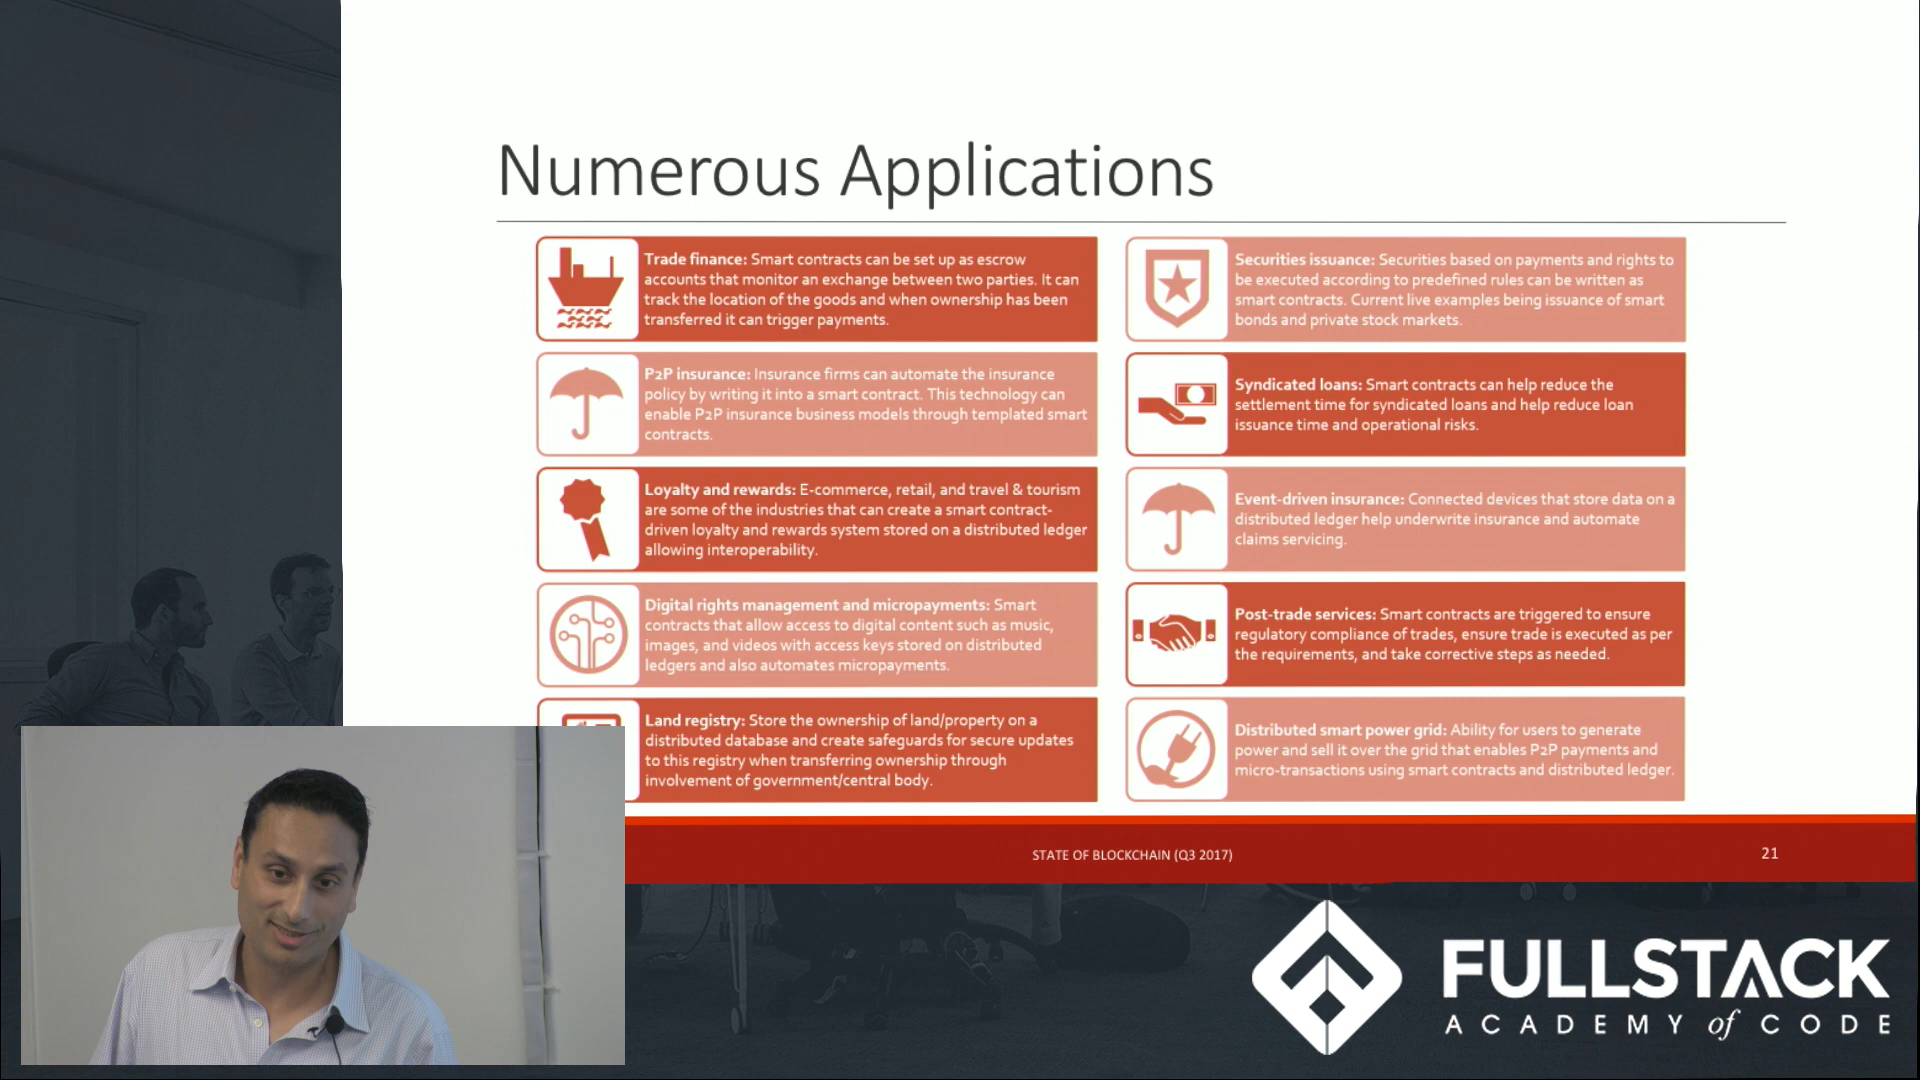 Numerous Applications
Trade finance: Smart contracts can be set up as escrow
accounts that monitor an exchange between two parties. It can
track the location of the goods and when ownership has been
transferred it can trigger payments.
P2P insurance: Insurance firms can automate the insurance
policy by writing it into a smart contract. This technology can
enable P2P insurance business models through templated smart
contracts.
Loyalty and rewards: E-commerce, retail, and travel & tourism
are some of the industries that can create a smart contract-
driven loyalty and rewards system stored on a distributed ledger
allowing interoperability.
Digital rights management and micropayments: Smart
contracts that allow access to digital content such as music,
images, and videos with access keys stored on distributed
ledgers and also automates micropayments.
Land registry: Store the ownership of land/property on a
distributed database and create safeguards for secure updates
to this registry when transferring ownership through
involvement of government/central body.
Securities issuance: Securities based on payments and rights to
be executed according to predefined rules can be written as
smart contracts. Current live examples being issuance of smart
bonds and private stock markets.
Syndicated loans: Smart contracts can help reduce the
settlement time for syndicated loans and help reduce loan
issuance time and operational risks.
Event-driven insurance: Connected devices that store data on a
distributed ledger help underwrite insurance and automate
claims servicing.
Post-trade services: Smart contracts are triggered to ensure
regulatory compliance of trades, ensure trade is executed as per
the requirements, and take corrective steps as needed.
Distributed smart power grid: Ability for users to generate
power and sell it over the grid that enables P2P payments and
micro-transactions using smart contracts and distributed ledger.
STATE OF BLOCKCHAIN (Q3 2017)
21
FULLSTACK
ACADEMY of CODE